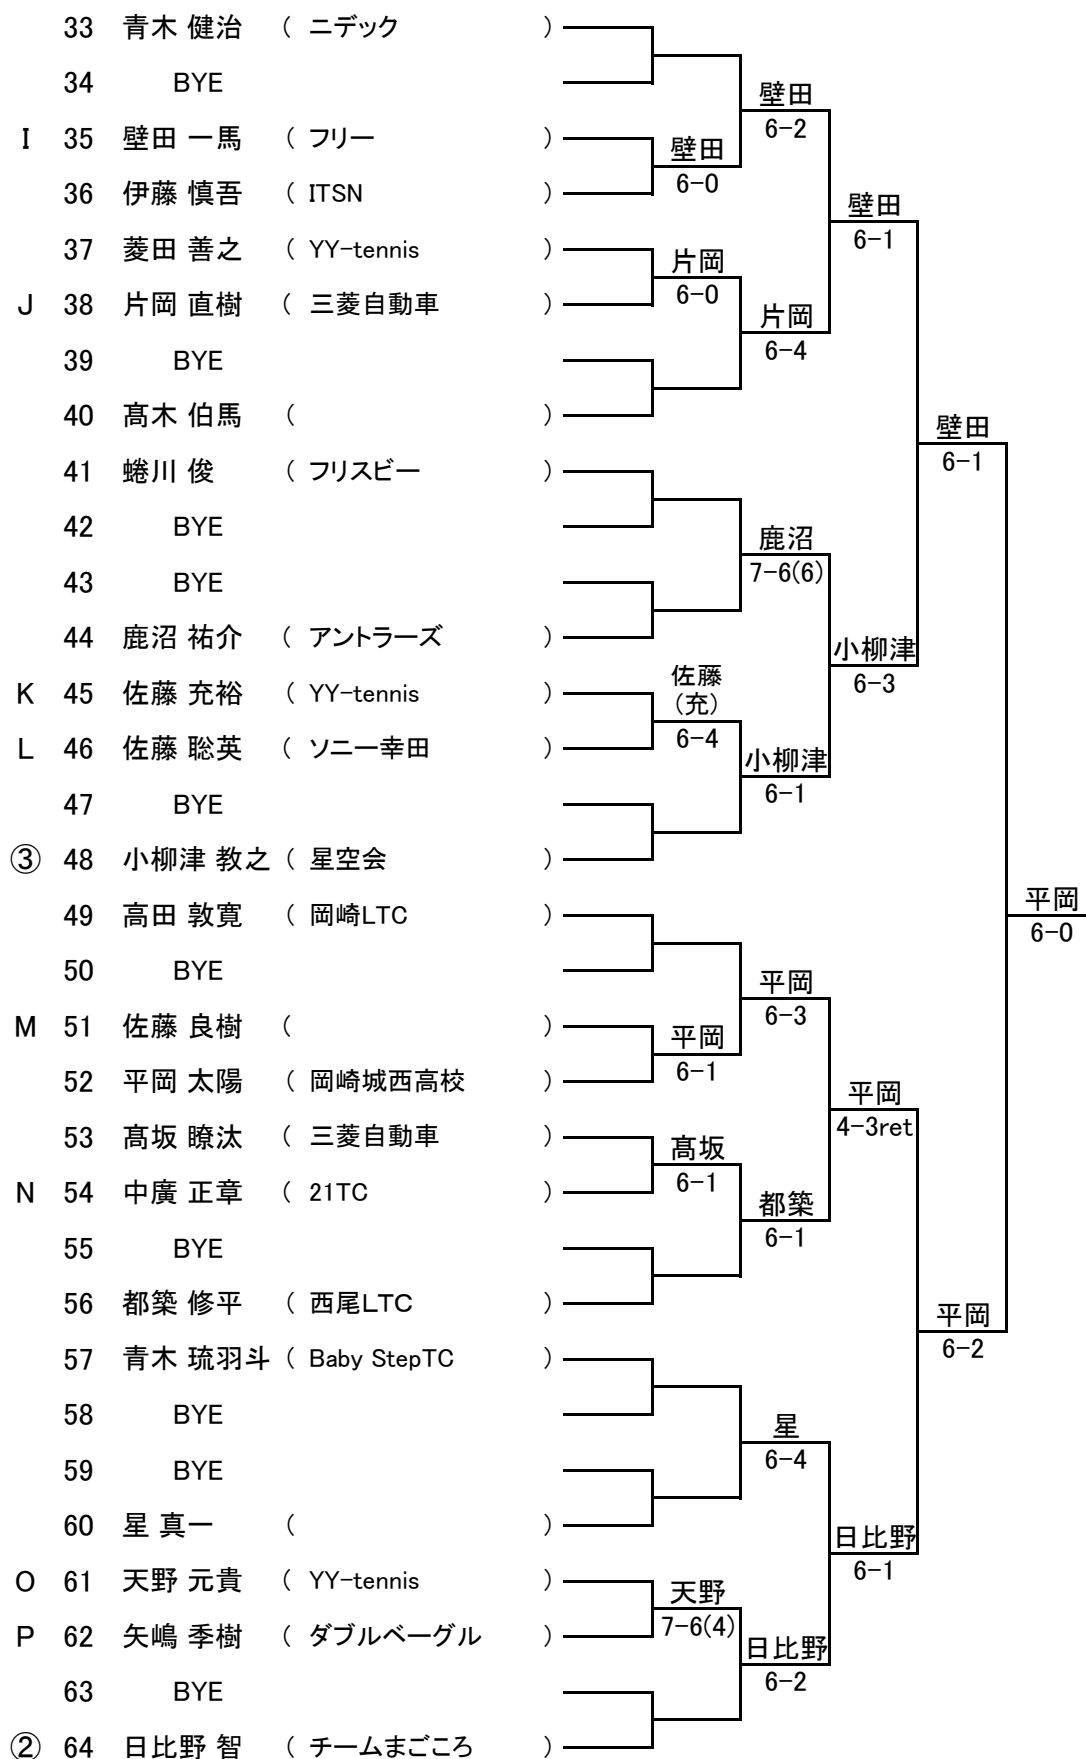 33 青木 健治 ( ニデック )
34 BYE
壁田
6-2
I 35 壁田 一馬 ( フリー )
壁田
6-0
36 伊藤 慎吾 ( ITSN )
壁田
6-1
37 菱田 善之 ( YY-tennis )
片岡
6-0
J 38 片岡 直樹 ( 三菱自動車 )
片岡
6-4
39 BYE
40 髙木 伯馬 ( )
壁田
6-1
41 蜷川 俊 ( フリスビー )
42 BYE
鹿沼
7-6(6)
43 BYE
44 鹿沼 祐介 ( アントラーズ )
小柳津
6-3
K 45 佐藤 充裕 ( YY-tennis )
佐藤
(充)
6-4
L 46 佐藤 聡英 ( ソニー幸田 )
小柳津
6-1
47 BYE
③ 48 小柳津 教之 ( 星空会 )
平岡
6-0
49 高田 敦寛 ( 岡崎LTC )
50 BYE
平岡
6-3
M 51 佐藤 良樹 ( )
平岡
6-1
52 平岡 太陽 ( 岡崎城西高校 )
平岡
4-3ret
53 髙坂 瞭汰 ( 三菱自動車 )
髙坂
6-1
N 54 中廣 正章 ( 21TC )
都築
6-1
55 BYE
56 都築 修平 ( 西尾LTC )
平岡
6-2
57 青木 琉羽斗 ( Baby StepTC )
58 BYE
星
6-4
59 BYE
60 星 真一 ( )
日比野
6-1
O 61 天野 元貴 ( YY-tennis )
天野
7-6(4)
P 62 矢嶋 季樹 ( ダブルベーグル )
日比野
6-2
63 BYE
② 64 日比野 智 ( チームまごころ )